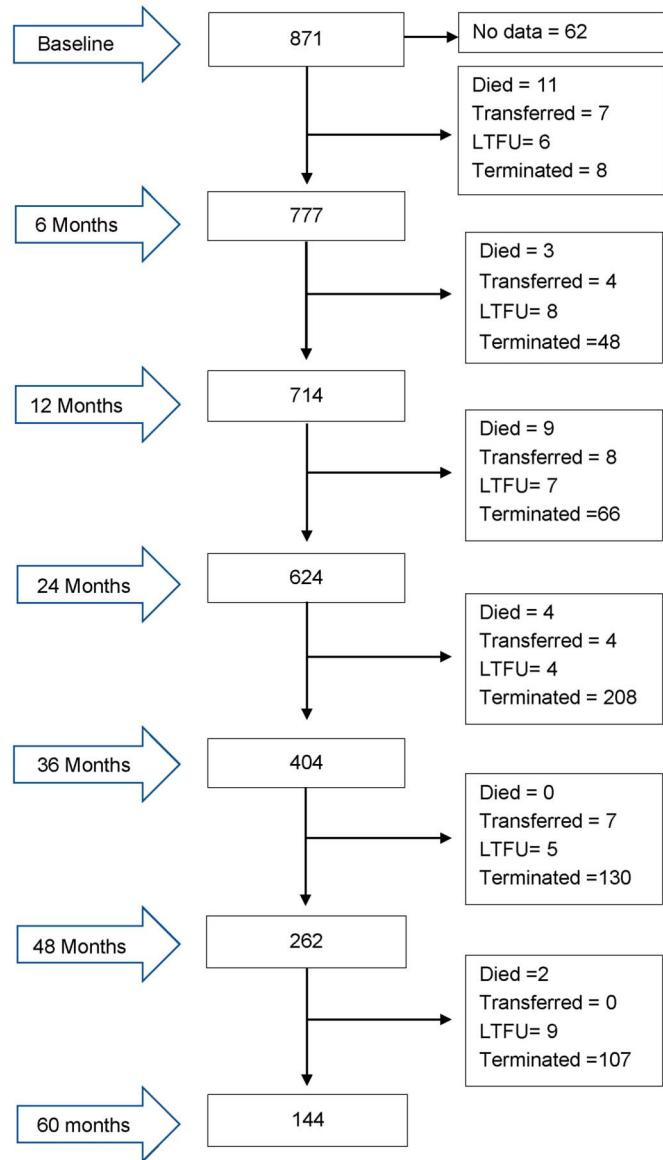 Baseline
871
No data = 62
Died = 11
Transferred = 7
LTFU= 6
Terminated = 8
6 Months
777
Died = 3
Transferred = 4
LTFU = 8
Terminated =48
12 Months
714
Died = 9
Transferred = 8
LTFU= 7
Terminated =66
24 Months
624
Died = 4
Transferred = 4
LTFU= 4
Terminated = 208
36 Months
404
Died = 0
Transferred = 7
LTFU= 5
Terminated =130
48 Months
262
Died =2
Transferred = 0
LTFU= 9
Terminated =107
60 months
144